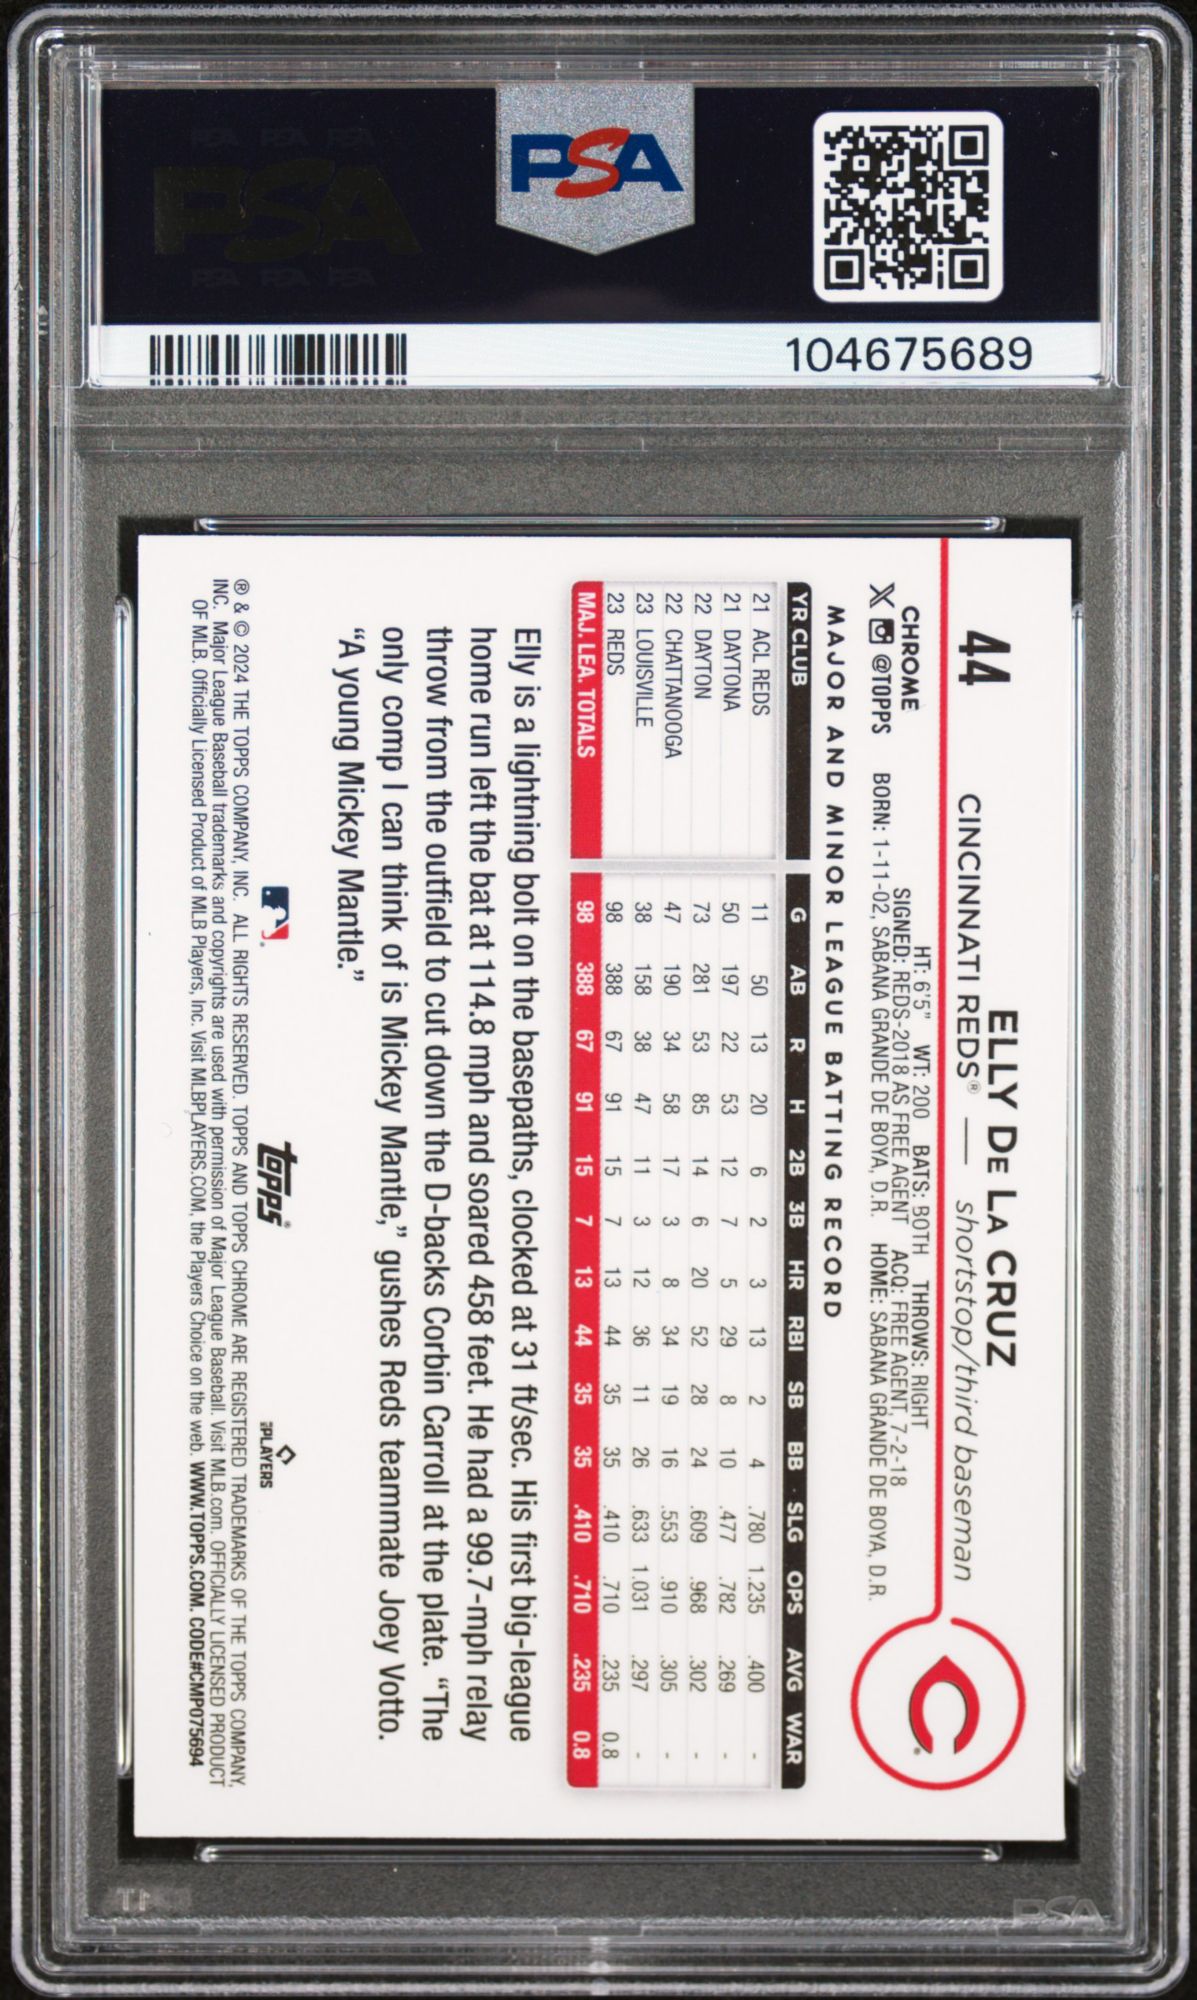 PSA
104675689
44
ELLY DE LA CRUZ
CINCINNATI REDS® — shortstop/third baseman
CHROME
HT: 6'5" WT: 200 BATS: BOTH THROWS: RIGHT
SIGNED: REDS-2018 AS FREE AGENT ACQ: FREE AGENT, 7-2-18
X @TOPPS BORN: 1-11-02, SABANA GRANDE DE BOYA, D.R. HOME: SABANA GRANDE DE BOYA, D.R.
C
MAJOR AND MINOR LEAGUE BATTING RECORD
YR CLUB G AB R H 2B 3B HR RBI SB BB SLG OPS AVG WAR
21 ACL REDS 11 50 13 20 6 2 3 13 2 4 .780 1.235 .400 -
21 DAYTONA 50 197 22 53 12 7 5 29 8 10 .477 .782 .269 -
22 DAYTON 73 281 53 85 14 6 20 52 28 24 .609 .968 .302 -
22 CHATTANOOGA 47 190 34 58 17 3 8 34 19 16 .553 .910 .305 -
23 LOUISVILLE 38 158 38 47 11 3 12 36 11 26 .633 1.031 .297 -
23 REDS 98 388 67 91 15 7 13 44 35 35 .410 .710 .235 0.8
MAJ. LEA. TOTALS 98 388 67 91 15 7 13 44 35 35 .410 .710 .235 0.8
Elly is a lightning bolt on the basepaths, clocked at 31 ft/sec. His first big-league
home run left the bat at 114.8 mph and soared 458 feet. He had a 99.7-mph relay
throw from the outfield to cut down the D-backs Corbin Carroll at the plate. “The
only comp I can think of is Mickey Mantle,” gushes Reds teammate Joey Votto.
“A young Mickey Mantle.”
topps®
PLAYERS
® & © 2024 THE TOPPS COMPANY, INC. ALL RIGHTS RESERVED. TOPPS AND TOPPS CHROME ARE REGISTERED TRADEMARKS OF THE TOPPS COMPANY,
INC. Major League Baseball trademarks and copyrights are used with permission of Major League Baseball. Visit MLB.com. OFFICIALLY LICENSED PRODUCT
OF MLB. Officially Licensed Product of MLB Players, Inc. Visit MLBPLAYERS.COM, the Players Choice on the web. WWW.TOPPS.COM. CODE#CMP075694
PSA